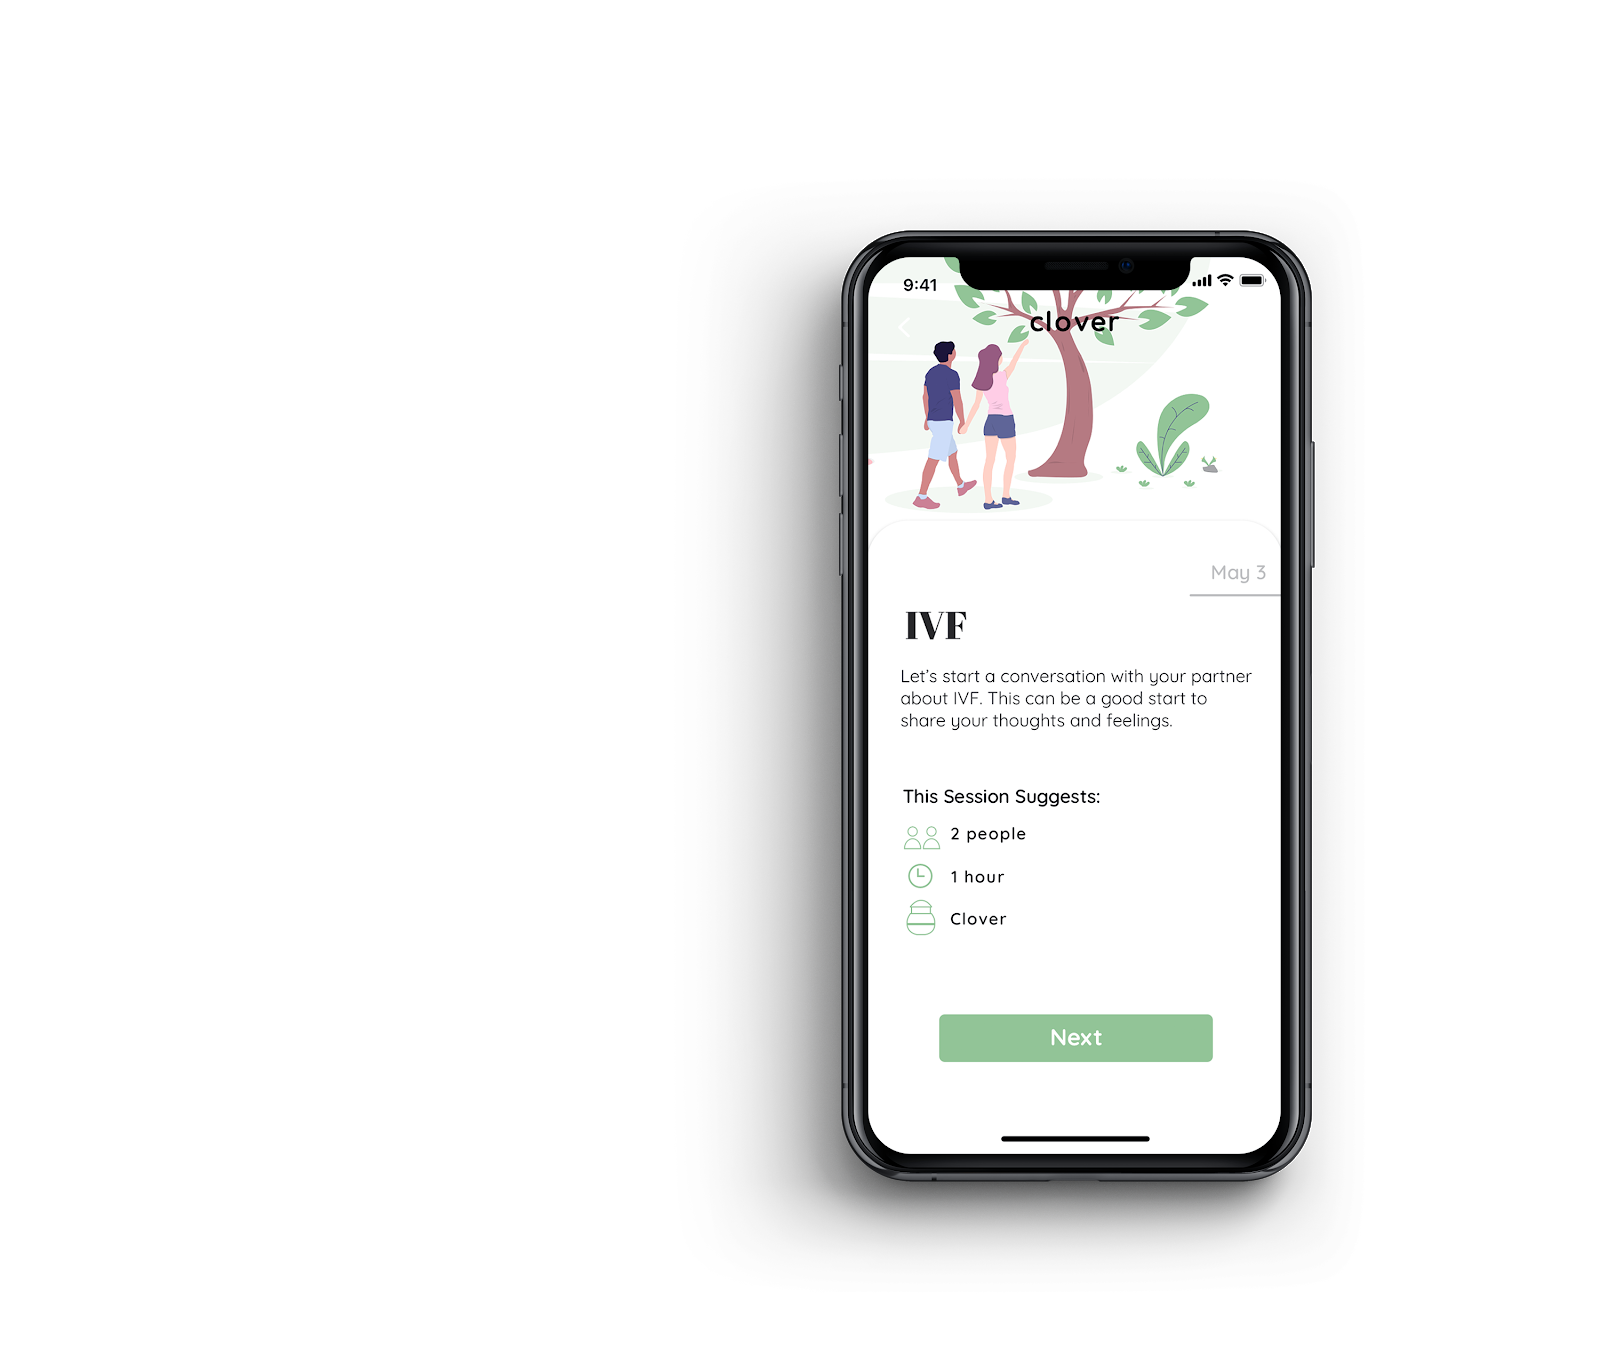 9:41
clover
May 3
IVF
Let's start a conversation with your partner
about IVF. This can be a good start to
share your thoughts and feelings.
This Session Suggests:
2 people
1 hour
Clover
Next